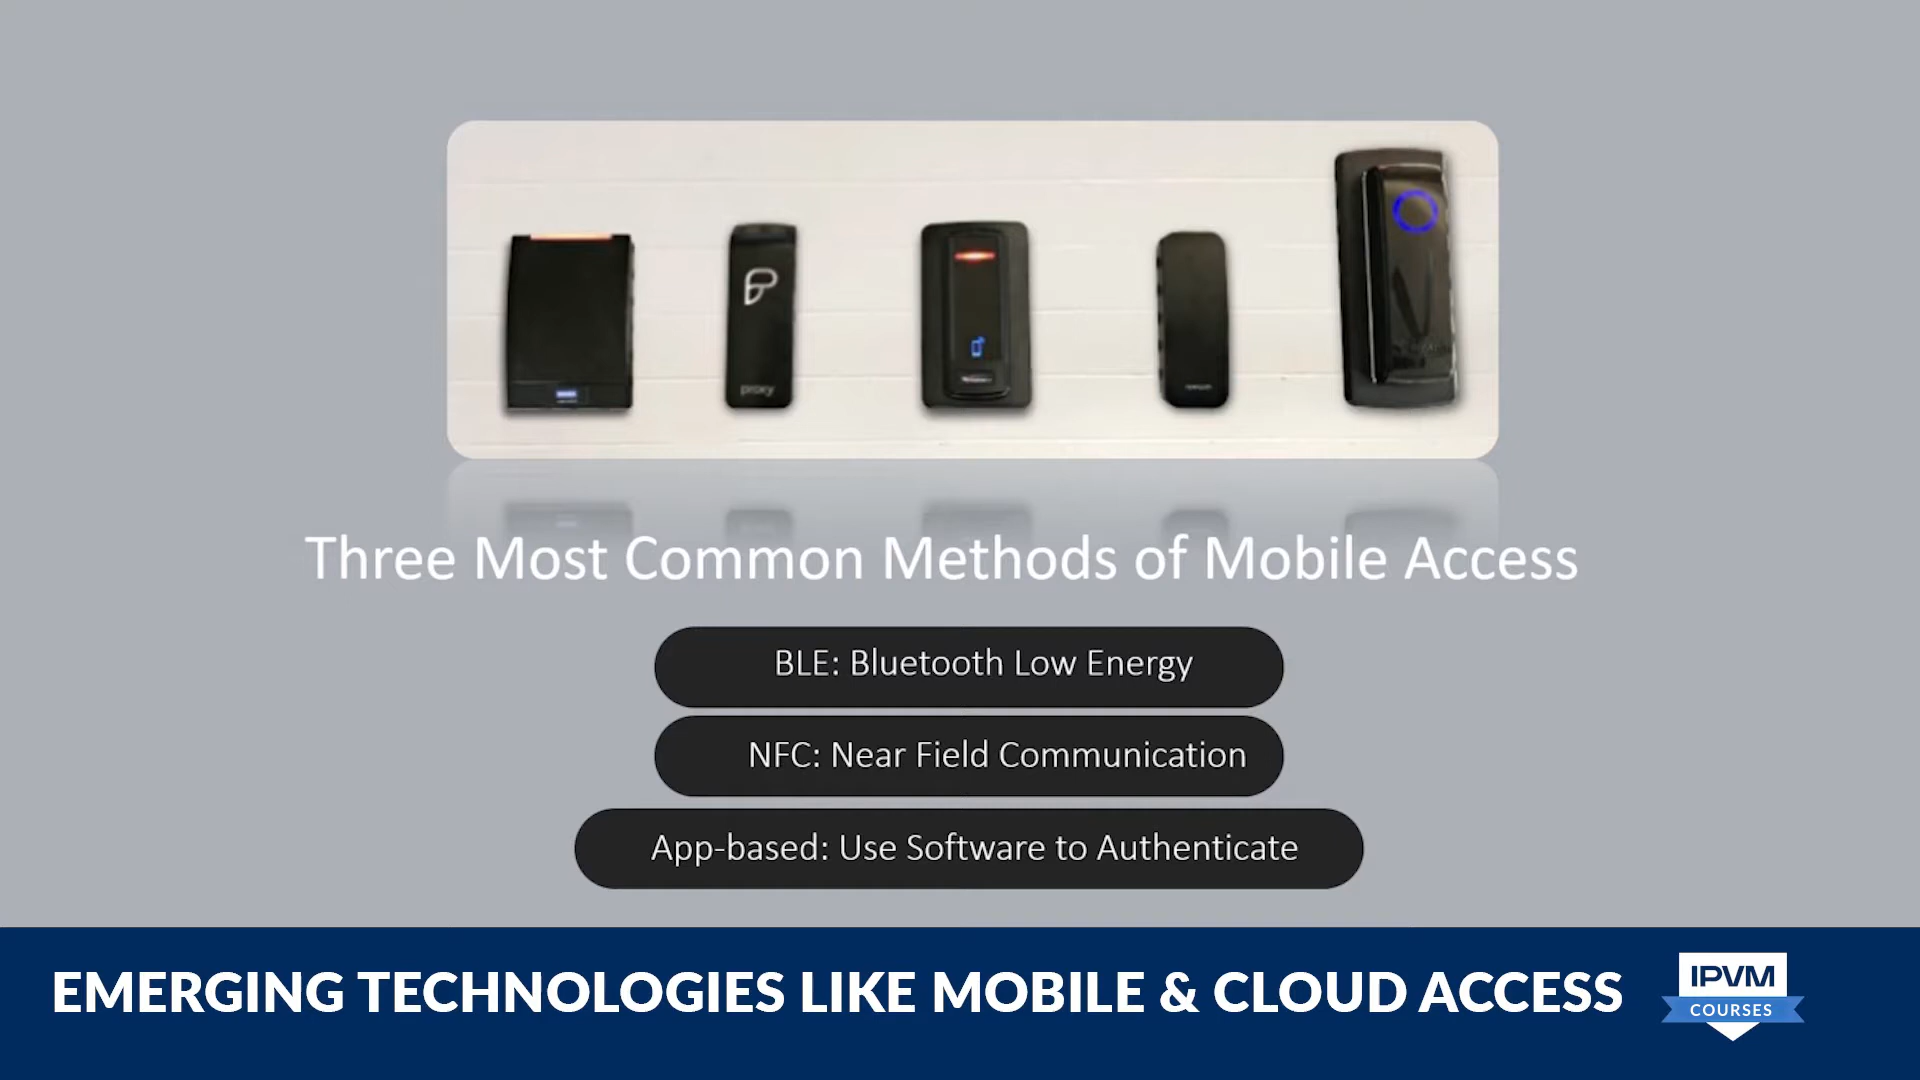 proxy
Three Most Common Methods of Mobile Access
BLE: Bluetooth Low Energy
NFC: Near Field Communication
App-based: Use Software to Authenticate
EMERGING TECHNOLOGIES LIKE MOBILE & CLOUD ACCESS
IPVM
COURSES